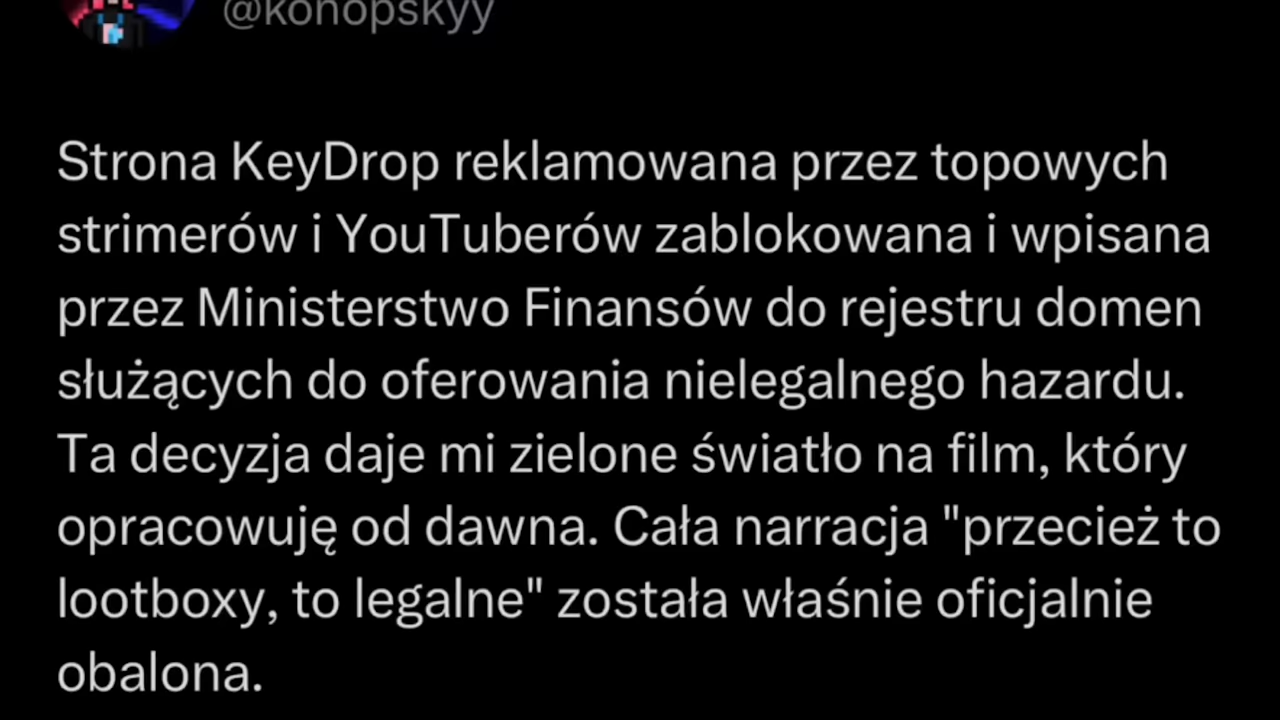 @konopskyy
Strona KeyDrop reklamowana przez topowych
strimerów i YouTuberów zablokowana i wpisana
przez Ministerstwo Finansów do rejestru domen
służących do oferowania nielegalnego hazardu.
Ta decyzja daje mi zielone światło na film, który
opracowuję od dawna. Cała narracja "przecież to
lootboxy, to legalne" została właśnie oficjalnie
obalona.